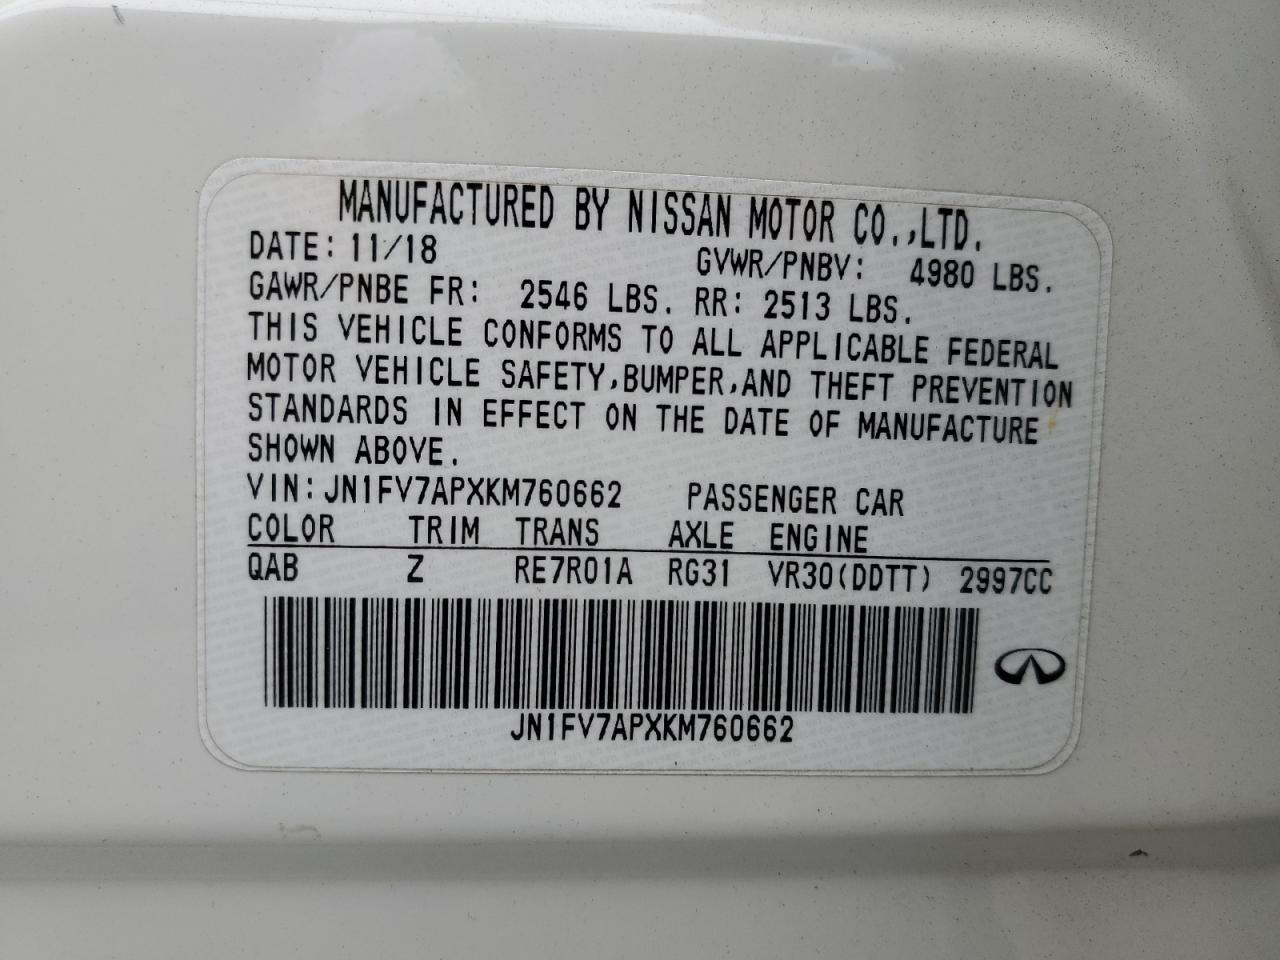 MANUFACTURED BY NISSAN MOTOR CO.,LTD.
DATE: 11/18 GVWR/PNBV: 4980 LBS.
GAWR/PNBE FR: 2546 LBS. RR: 2513 LBS.
THIS VEHICLE CONFORMS TO ALL APPLICABLE FEDERAL
MOTOR VEHICLE SAFETY,BUMPER,AND THEFT PREVENTION
STANDARDS IN EFFECT ON THE DATE OF MANUFACTURE
SHOWN ABOVE.
VIN: JN1FV7APXKM760662 PASSENGER CAR
COLOR TRIM TRANS AXLE ENGINE
QAB Z RE7R01A RG31 VR30(DDTT) 2997CC
JN1FV7APXKM760662